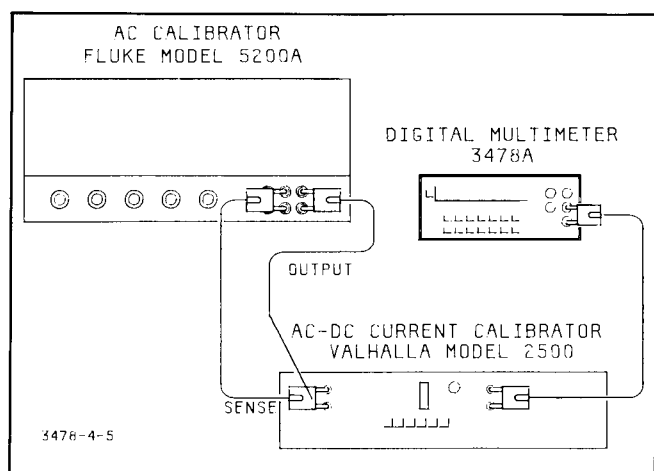 AC CALIBRATOR
FLUKE MODEL 5200A
DIGITAL MULTIMETER
3478A
OUTPUT
AC-DC CURRENT CALIBRATOR
VALHALLA MODEL 2500
SENSE
3478-4-5